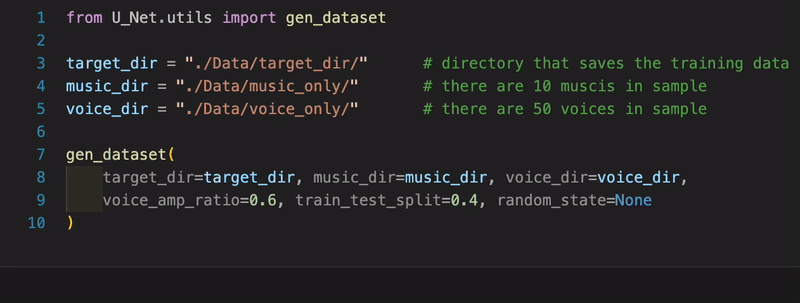 1 from U_Net.utils import gen_dataset
2
3 target_dir = "./Data/target_dir/" # directory that saves the training data
4 music_dir = "./Data/music_only/" # there are 10 muscis in sample
5 voice_dir = "./Data/voice_only/" # there are 50 voices in sample
6
7 gen_dataset(
8 target_dir=target_dir, music_dir=music_dir, voice_dir=voice_dir,
9 voice_amp_ratio=0.6, train_test_split=0.4, random_state=None
10 )